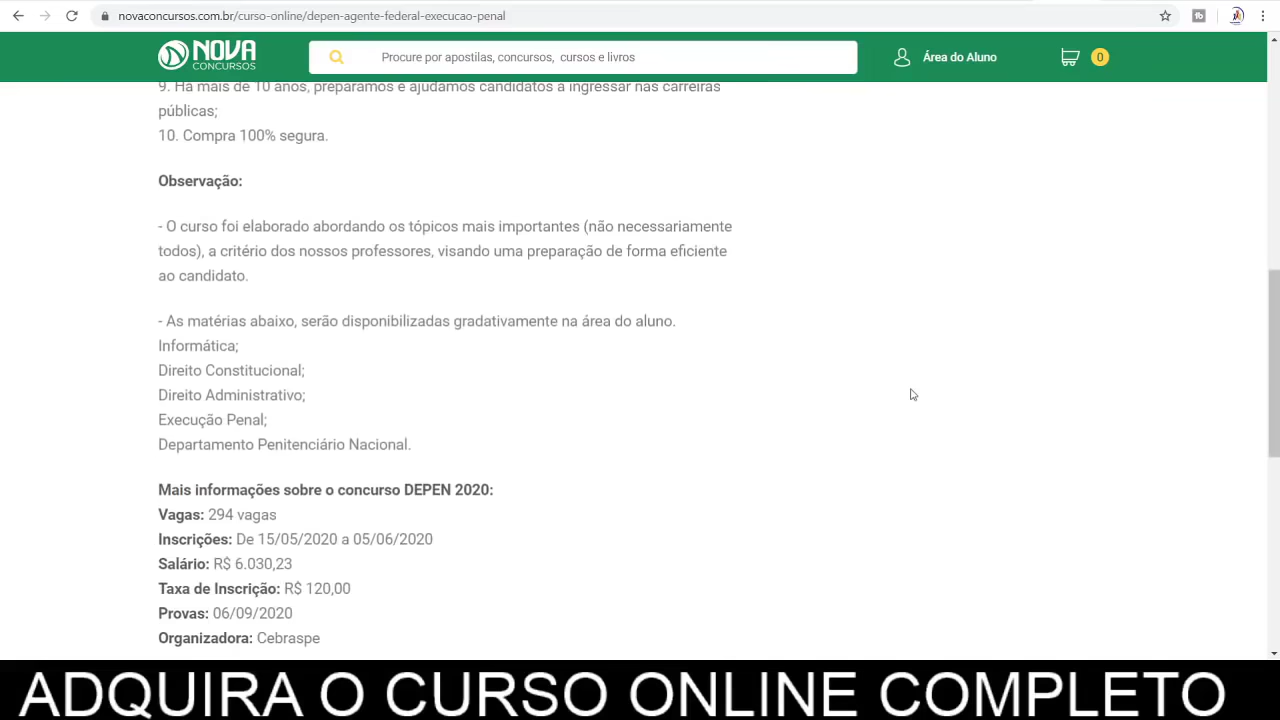 novaconcursos.com.br/curso-online/depen-agente-federal-execucao-penal
NOVA
CONCURSOS
Procure por apostilas, concursos, cursos e livros
Área do Aluno
0
9. Há mais de 10 anos, preparamos e ajudamos candidatos a ingressar nas carreiras
públicas;
10. Compra 100% segura.
Observação:
- O curso foi elaborado abordando os tópicos mais importantes (não necessariamente
todos), a critério dos nossos professores, visando uma preparação de forma eficiente
ao candidato.
- As matérias abaixo, serão disponibilizadas gradativamente na área do aluno.
Informática;
Direito Constitucional;
Direito Administrativo;
Execução Penal;
Departamento Penitenciário Nacional.
Mais informações sobre o concurso DEPEN 2020:
Vagas: 294 vagas
Inscrições: De 15/05/2020 a 05/06/2020
Salário: R$ 6.030,23
Taxa de Inscrição: R$ 120,00
Provas: 06/09/2020
Organizadora: Cebraspe
ADQUIRA O CURSO ONLINE COMPLETO